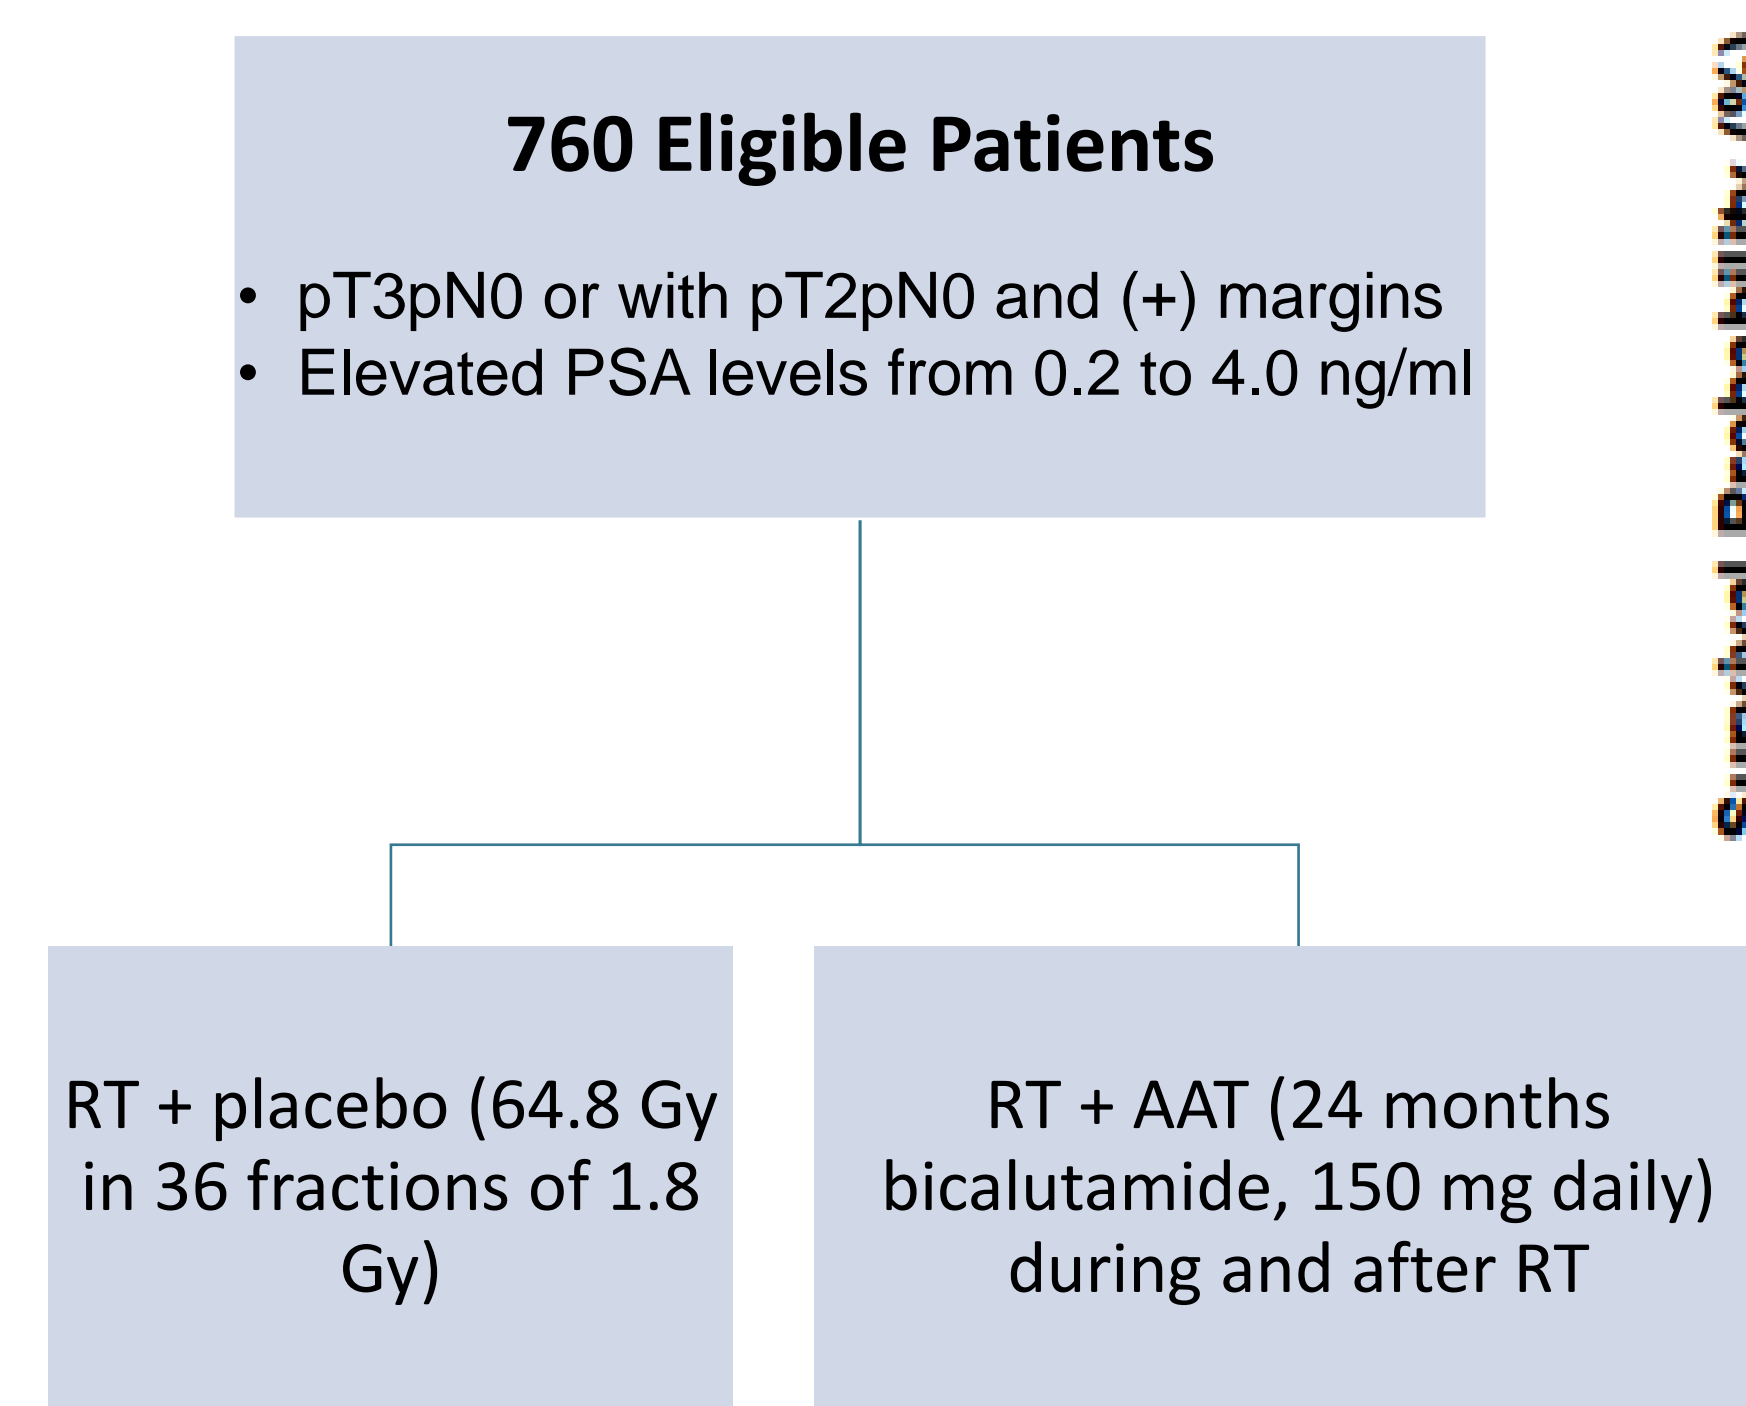 760 Eligible Patients
• pT3pN0 or with pT2pN0 and (+) margins
• Elevated PSA levels from 0.2 to 4.0 ng/ml
RT + placebo (64.8 Gy
in 36 fractions of 1.8
Gy)
RT + AAT (24 months
bicalutamide, 150 mg daily)
during and after RT
Survival Probability (%)